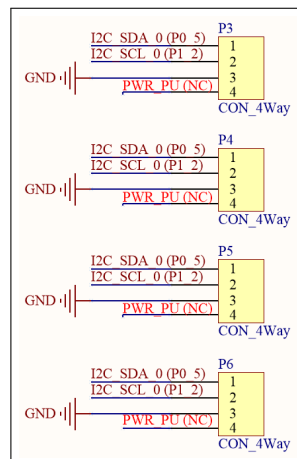 P3
I2C_SDA_0 (P0_5) 1
I2C_SCL_0 (P1_2) 2
GND 3
PWR_PU (NC) 4
CON_4Way
P4
I2C_SDA_0 (P0_5) 1
I2C_SCL_0 (P1_2) 2
GND 3
PWR_PU (NC) 4
CON_4Way
P5
I2C_SDA_0 (P0_5) 1
I2C_SCL_0 (P1_2) 2
GND 3
PWR_PU (NC) 4
CON_4Way
P6
I2C_SDA_0 (P0_5) 1
I2C_SCL_0 (P1_2) 2
GND 3
PWR_PU (NC) 4
CON_4Way